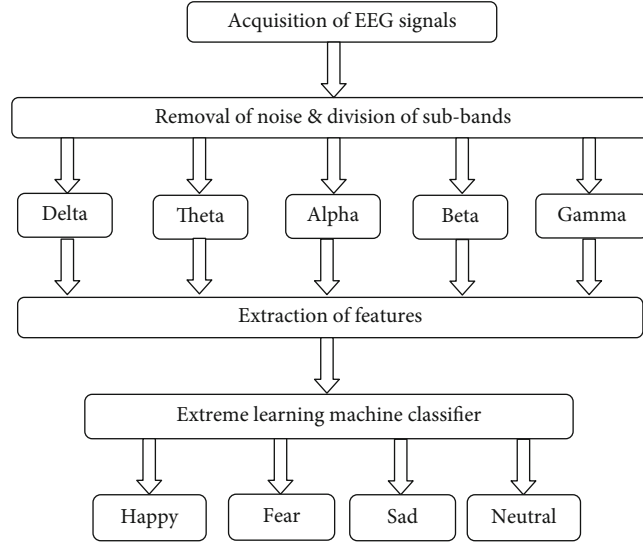 Acquisition of EEG signals
Removal of noise & division of sub-bands
Delta
Theta
Alpha
Beta
Gamma
Extraction of features
Extreme learning machine classifier
Happy
Fear
Sad
Neutral